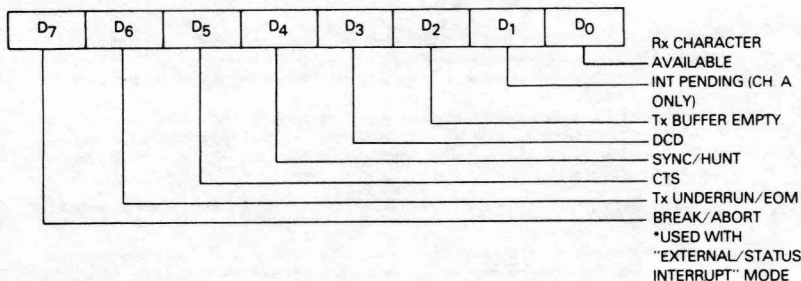 D7 D6 D5 D4 D3 D2 D1 D0
Rx CHARACTER
AVAILABLE
INT PENDING (CH A
ONLY)
Tx BUFFER EMPTY
DCD
SYNC/HUNT
CTS
Tx UNDERRUN/EOM
BREAK/ABORT
*USED WITH
"EXTERNAL/STATUS
INTERRUPT" MODE